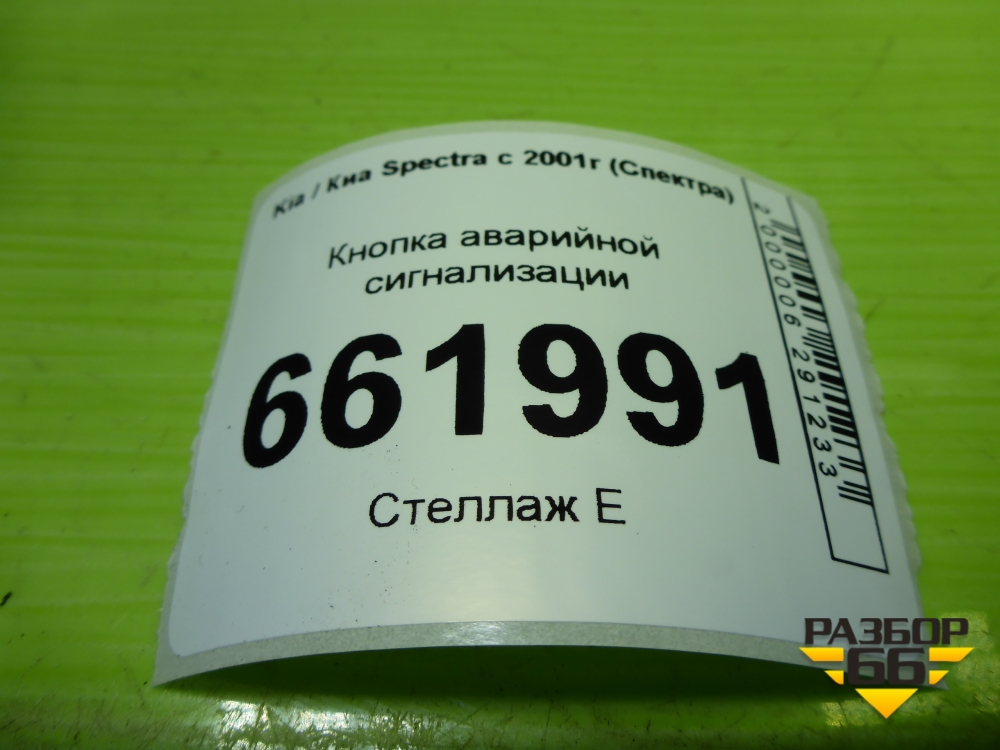 Kia / Киа Spectra с 2001г (Спектра)
Кнопка аварийной
сигнализации
661991
Стеллаж Е
2000006291233
РАЗБОР
66